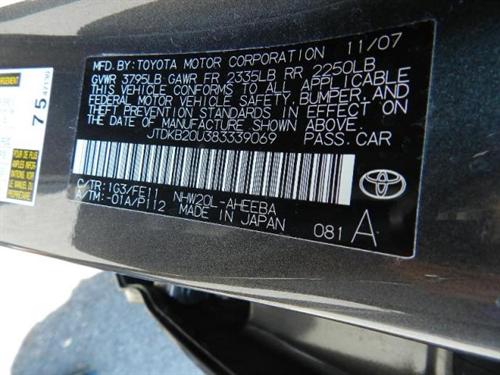 MFD. BY: TOYOTA MOTOR CORPORATION 11/07
GVWR 3795LB GAWR FR 2335LB RR 2250LB
THIS VEHICLE CONFORMS TO ALL APPLICABLE
FEDERAL MOTOR VEHICLE SAFETY, BUMPER, AND
THEFT PREVENTION STANDARDS IN EFFECT ON
THE DATE OF MANUFACTURE SHOWN ABOVE.
JTDKB20U383339069 PASS. CAR
C/TR: 1G3/FE11 NHW20L-AHEEBA
A/TM: -01A/P112 MADE IN JAPAN 081 A
TOYOTA
75